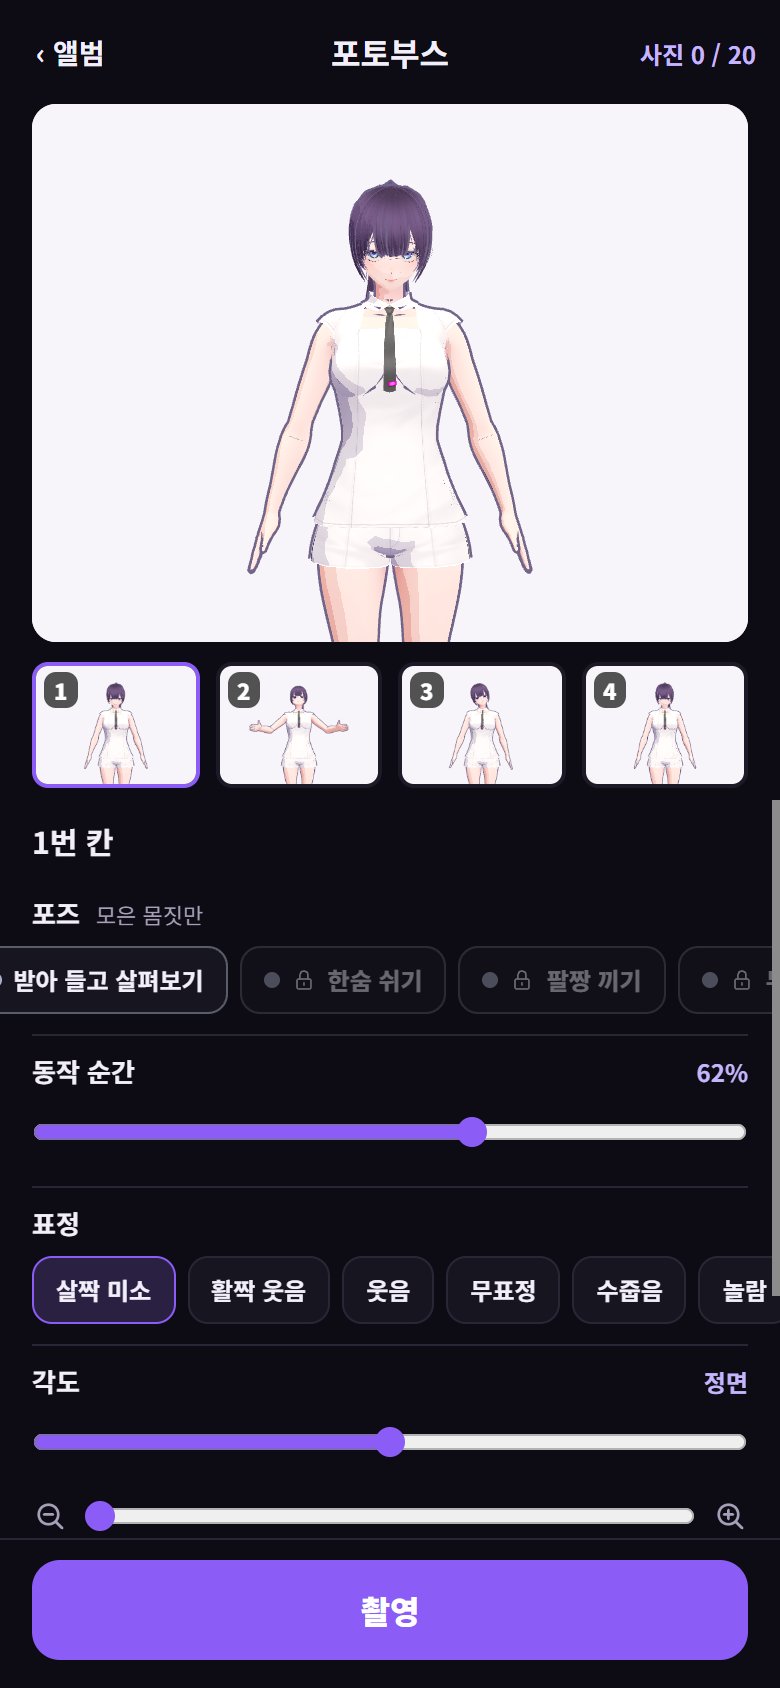 ‹ 앨범
포토부스
사진 0 / 20
1
2
3
4
1번 칸
포즈 모은 몸짓만
받아 들고 살펴보기
한숨 쉬기
팔짱 끼기
동작 순간
62%
표정
살짝 미소
활짝 웃음
웃음
무표정
수줍음
놀람
각도
정면
촬영